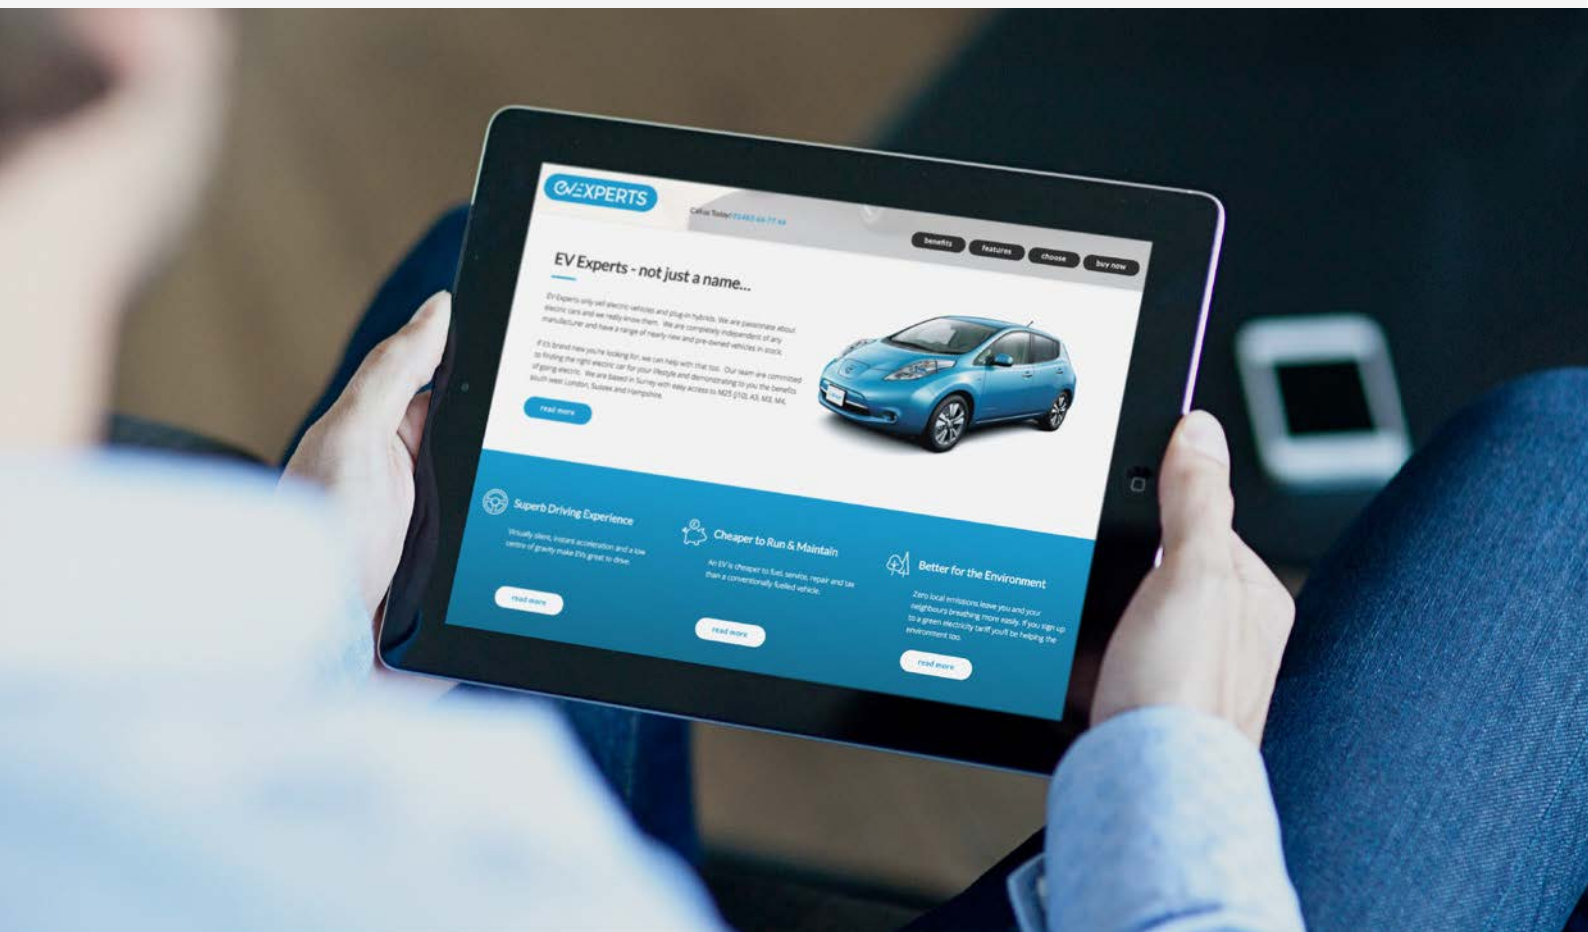 EVEXPERTS
Call us Today! 01483 66 77 66
benefits
features
choose
buy now
EV Experts - not just a name...
EV Experts only sell electric vehicles and plug-in hybrids. We are passionate about
electric cars and we really know them. We are completely independent of any
manufacturer and have a range of nearly new and pre-owned vehicles in stock.
If it's brand new you're looking for, we can help with that too. Our team are committed
to finding the right electric car for your lifestyle and demonstrating to you the benefits
of going electric. We are based in Surrey with easy access to M25 (J10), A3, M3, M4,
South west London, Sussex and Hampshire.
read more
Superb Driving Experience
Virtually silent, instant acceleration and a low
centre of gravity make EVs great to drive.
read more
Cheaper to Run & Maintain
An EV is cheaper to fuel, service, repair and tax
than a conventionally fuelled vehicle.
read more
Better for the Environment
Zero local emissions leave you and your
neighbours breathing more easily. If you sign up
to a green electricity tariff you'll be helping the
environment too.
read more